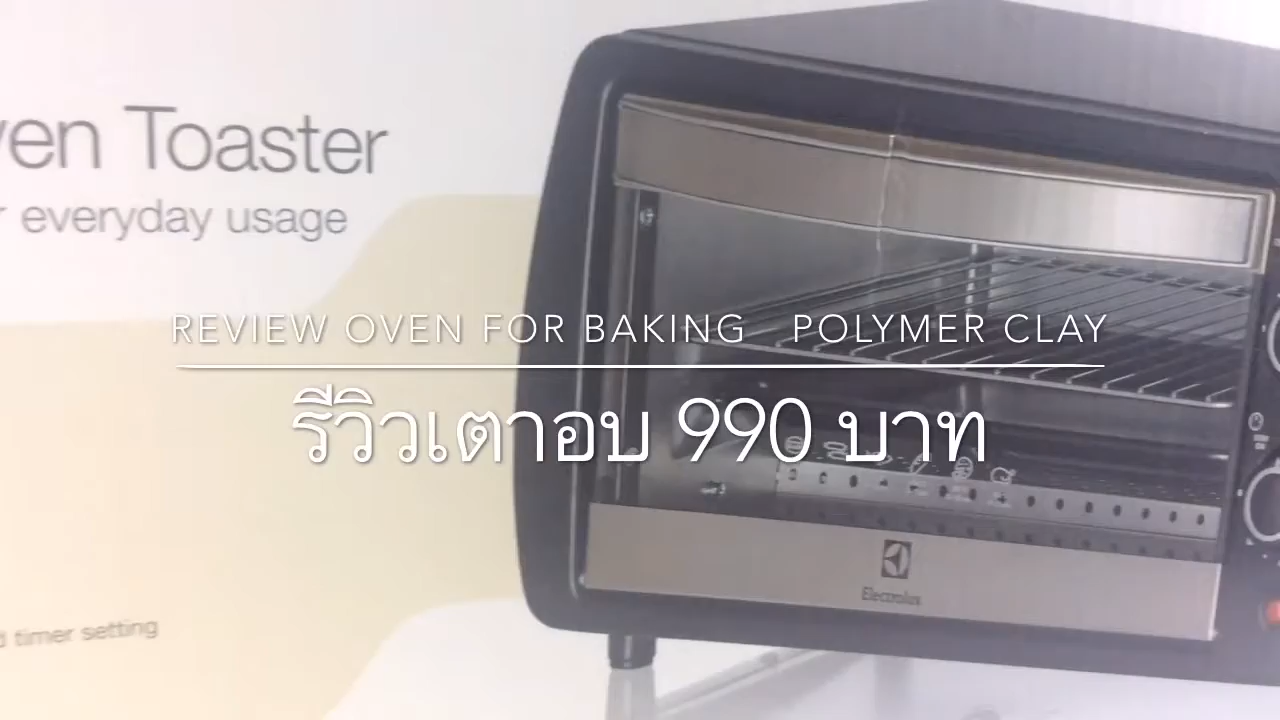 ven Toaster
r everyday usage
REVIEW OVEN FOR BAKING POLYMER CLAY
รีวิวเตาอบ 990 บาท
Electrolux
d timer setting